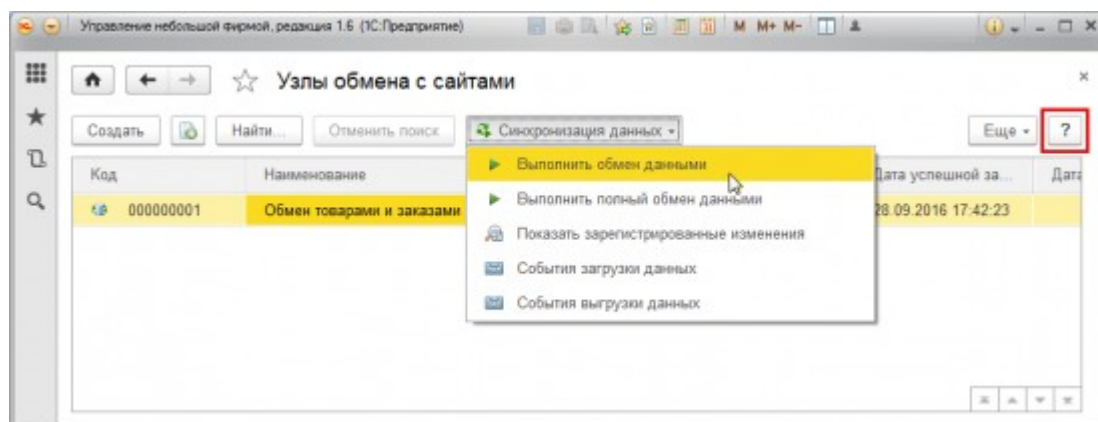 Управление небольшой фирмой, редакция 1.6 (1С:Предприятие) M M+ M-
Узлы обмена с сайтами
Создать Найти... Отменить поиск Синхронизация данных Еще ?
Код Наименование Дата успешной за... Дата
000000001 Обмен товарами и заказами 28.09.2016 17:42:23
Выполнить обмен данными
Выполнить полный обмен данными
Показать зарегистрированные изменения
События загрузки данных
События выгрузки данных